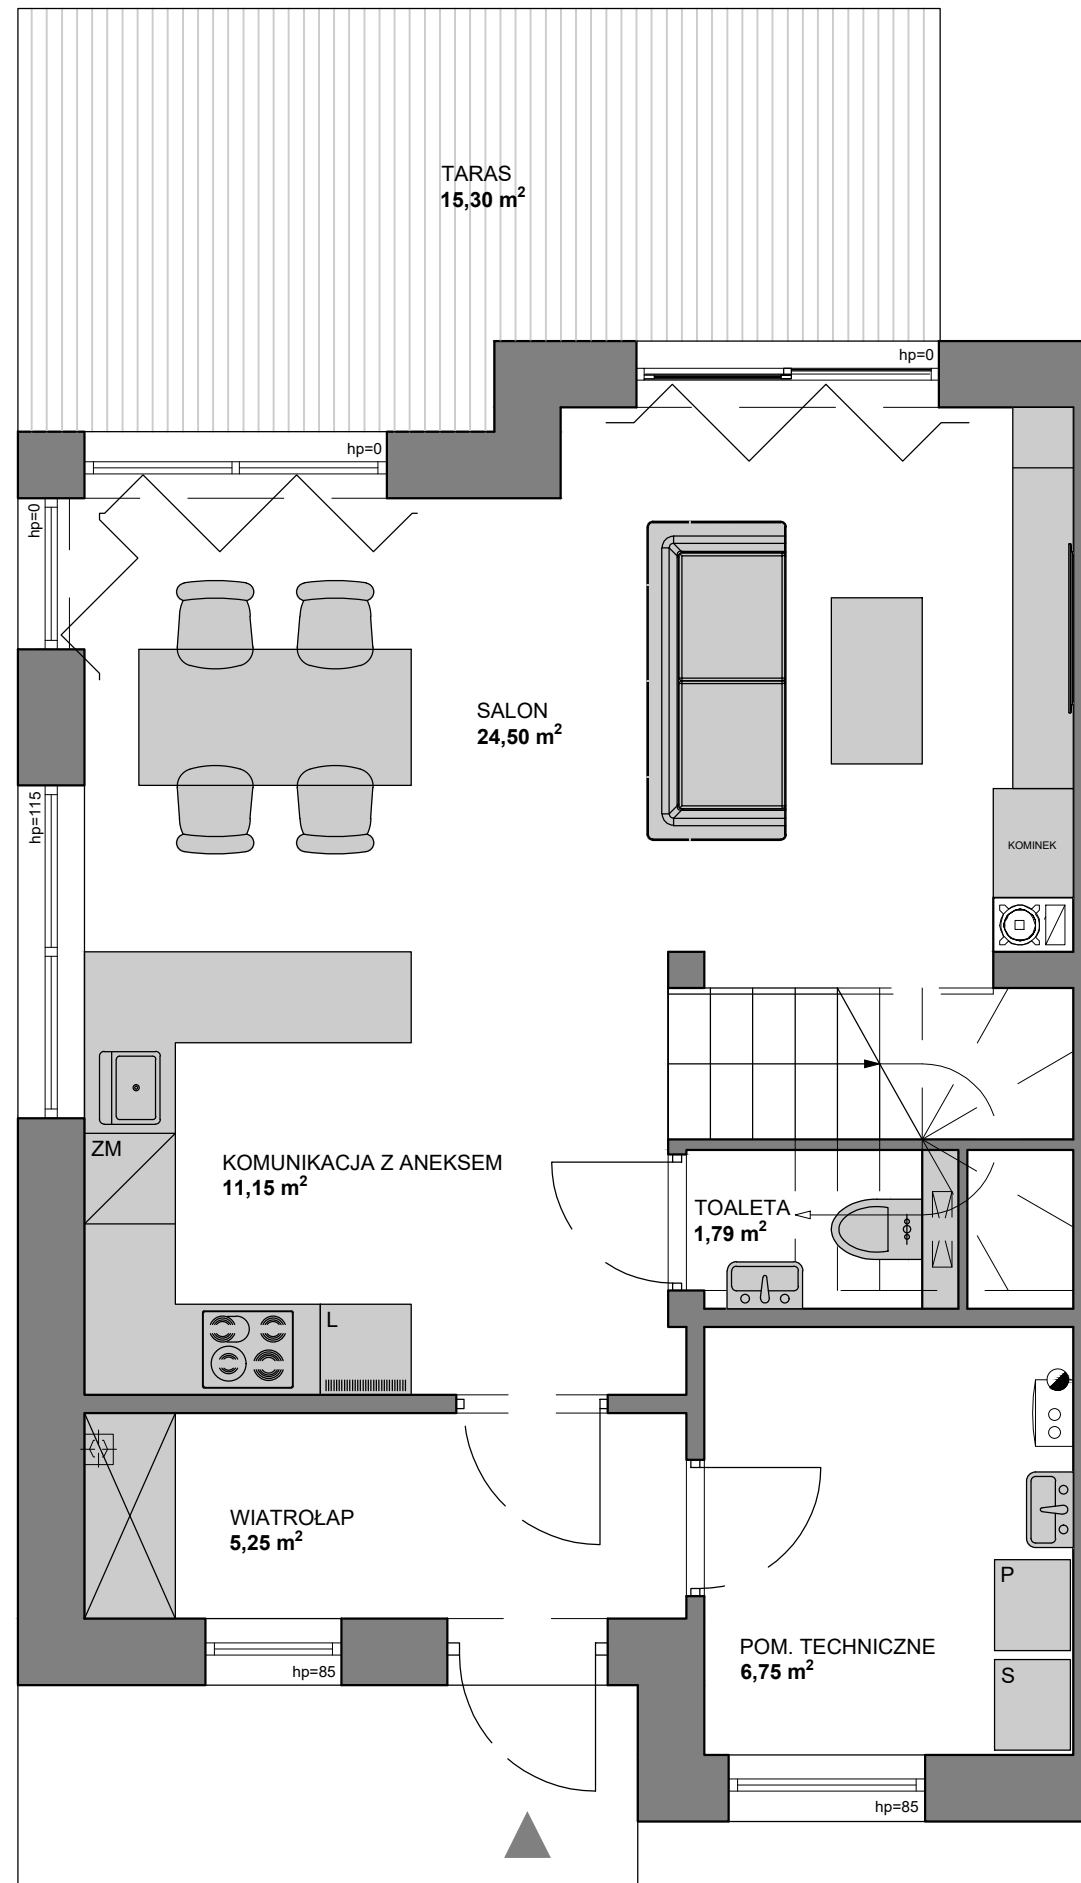 TARAS
15,30 m²
hp=0
hp=0
hp=0
SALON
24,50 m²
hp=115
KOMINEK
ZM
KOMUNIKACJA Z ANEKSEM
11,15 m²
TOALETA
1,79 m²
L
WIATROŁAP
5,25 m²
P
POM. TECHNICZNE
6,75 m²
S
hp=85
hp=85